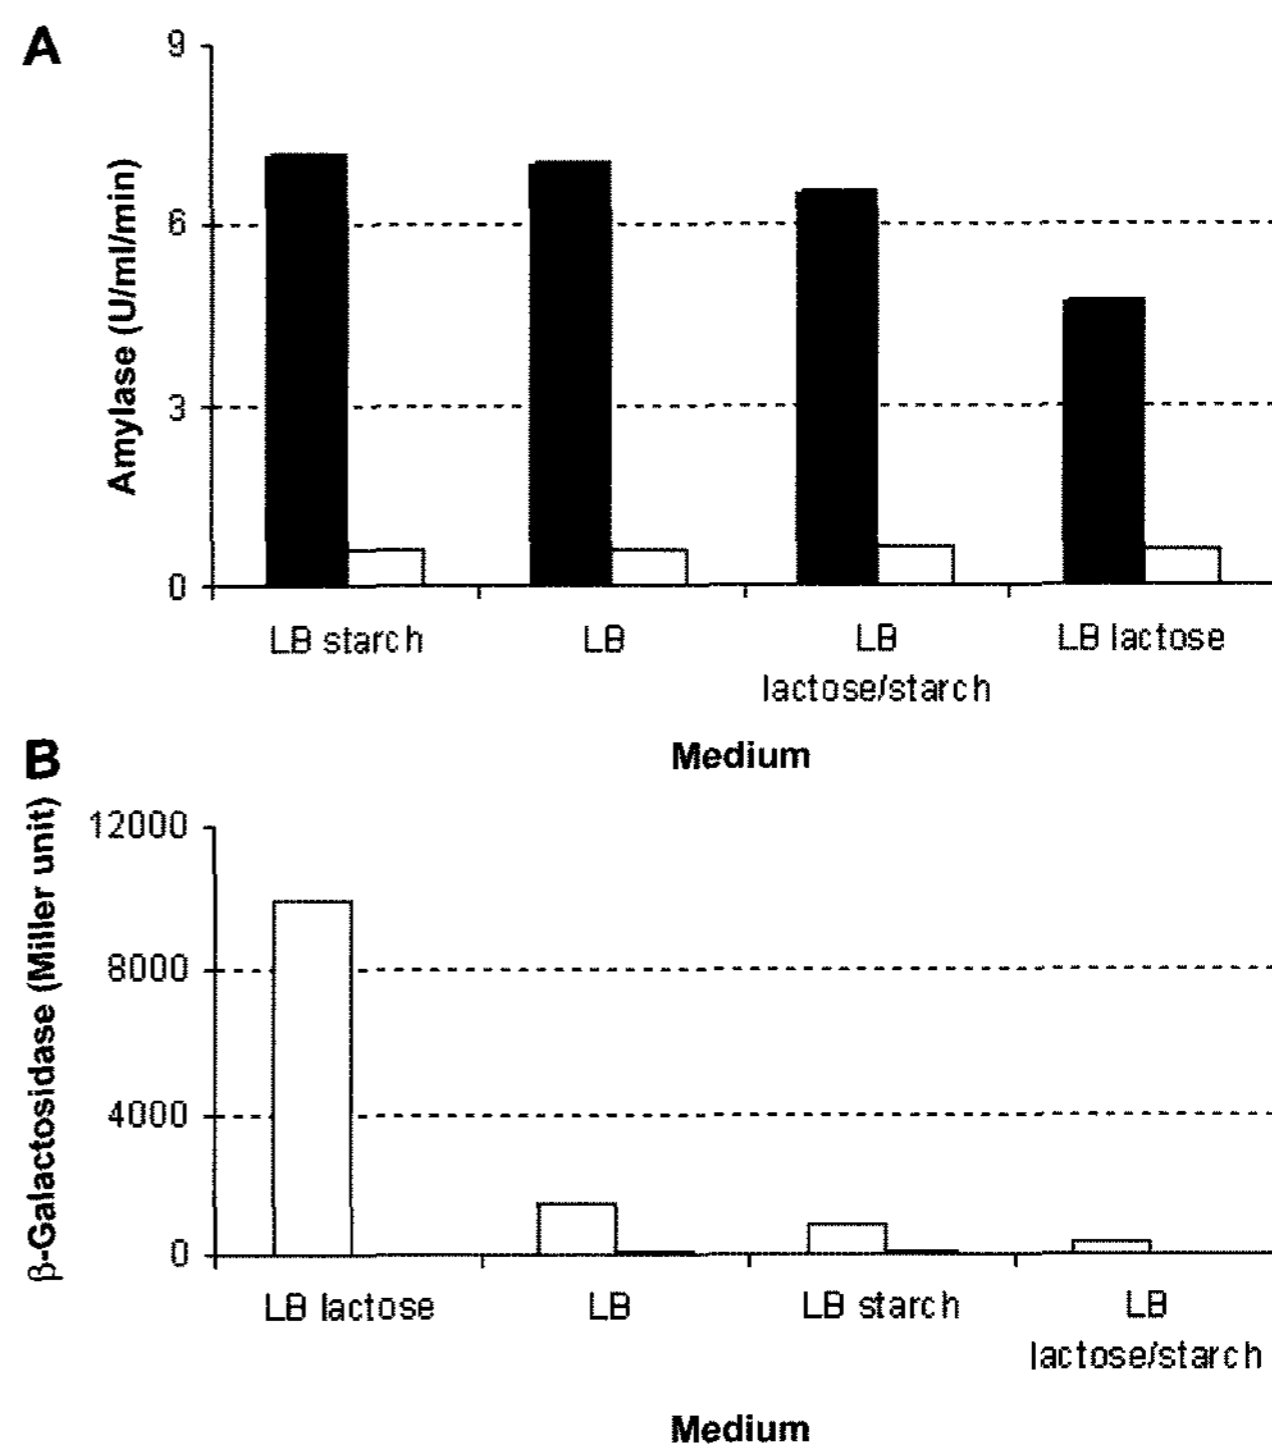 A
Amylase (U/ml/min)
9
6
3
0
LB starch
LB
LB
lactose/starch
LB lactose
Medium
B
β-Galactosidase (Miller unit)
12000
8000
4000
0
LB lactose
LB
LB starch
LB
lactose/starch
Medium